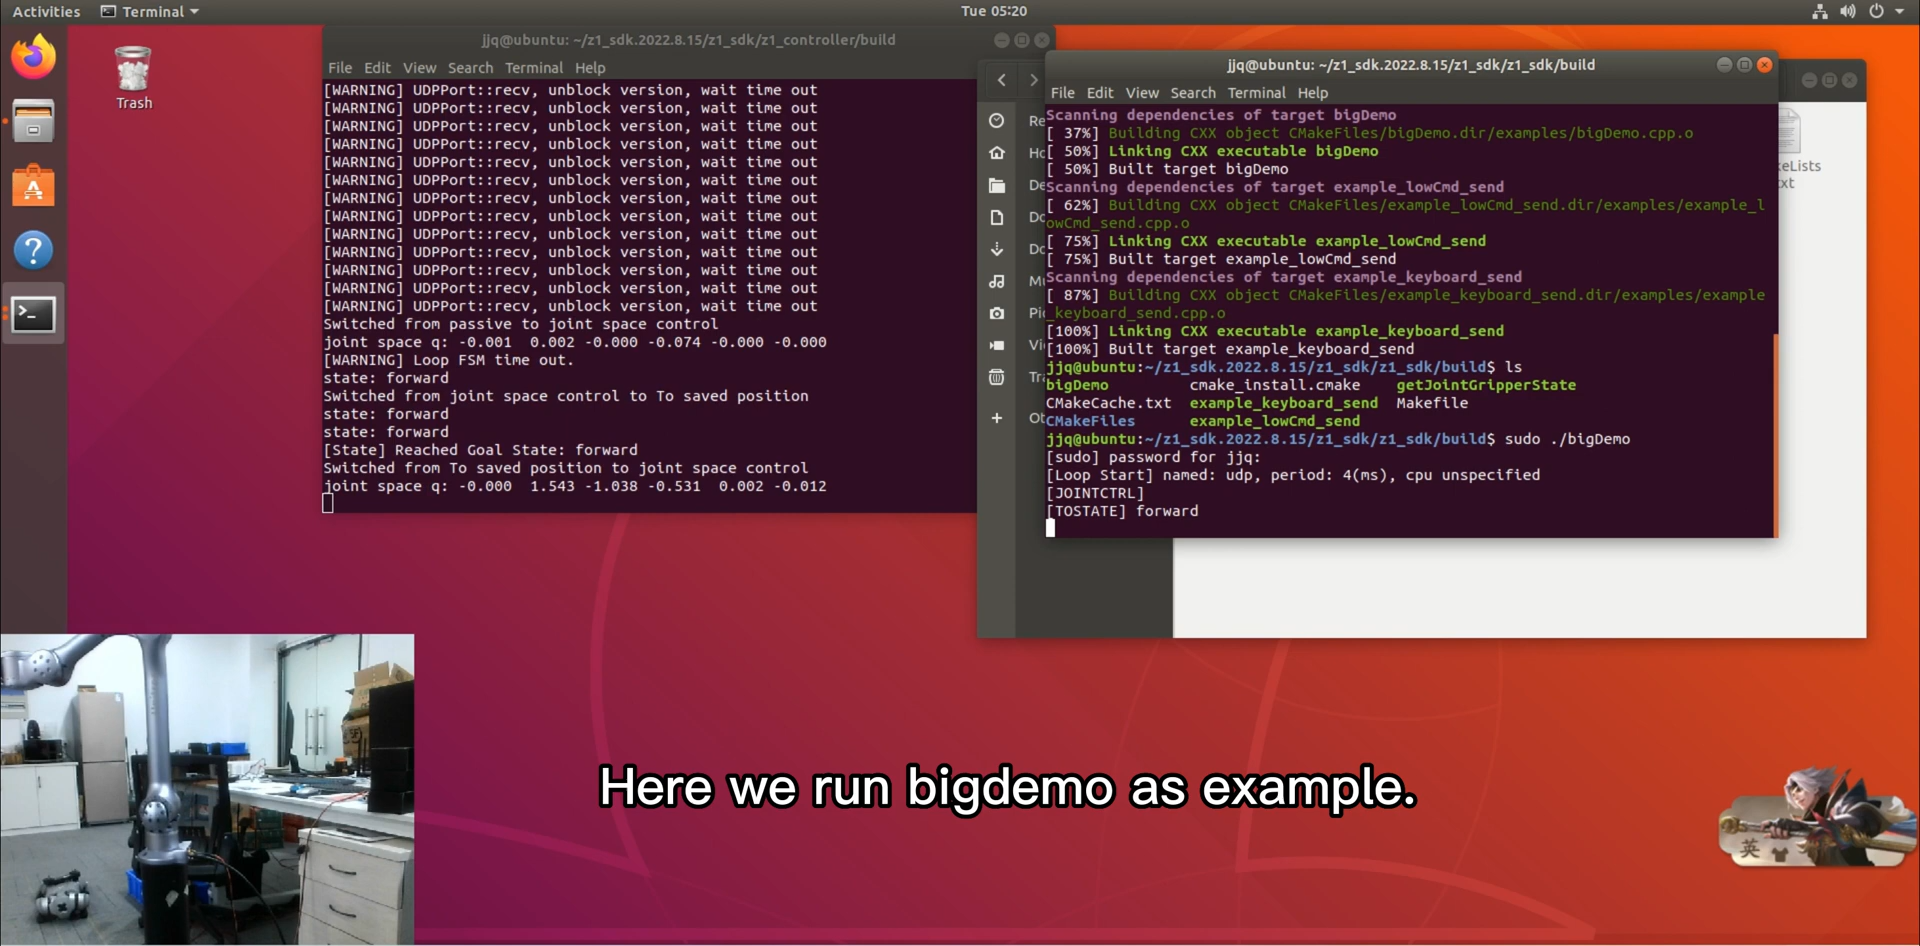 Activities Terminal Tue 05:20
Trash
jjq@ubuntu: ~/z1_sdk.2022.8.15/z1_sdk/z1_controller/build
File Edit View Search Terminal Help
[WARNING] UDPPort::recv, unblock version, wait time out
[WARNING] UDPPort::recv, unblock version, wait time out
[WARNING] UDPPort::recv, unblock version, wait time out
[WARNING] UDPPort::recv, unblock version, wait time out
[WARNING] UDPPort::recv, unblock version, wait time out
[WARNING] UDPPort::recv, unblock version, wait time out
[WARNING] UDPPort::recv, unblock version, wait time out
[WARNING] UDPPort::recv, unblock version, wait time out
[WARNING] UDPPort::recv, unblock version, wait time out
[WARNING] UDPPort::recv, unblock version, wait time out
[WARNING] UDPPort::recv, unblock version, wait time out
[WARNING] UDPPort::recv, unblock version, wait time out
[WARNING] UDPPort::recv, unblock version, wait time out
Switched from passive to joint space control
joint space q: -0.001 0.002 -0.000 -0.074 -0.000 -0.000
[WARNING] Loop FSM time out.
state: forward
Switched from joint space control to To saved position
state: forward
state: forward
[State] Reached Goal State: forward
Switched from To saved position to joint space control
joint space q: -0.000 1.543 -1.038 -0.531 0.002 -0.012
jjq@ubuntu: ~/z1_sdk.2022.8.15/z1_sdk/z1_sdk/build
File Edit View Search Terminal Help
Scanning dependencies of target bigDemo
[ 37%] Building CXX object CMakeFiles/bigDemo.dir/examples/bigDemo.cpp.o
[ 50%] Linking CXX executable bigDemo
[ 50%] Built target bigDemo
Scanning dependencies of target example_lowCmd_send
[ 62%] Building CXX object CMakeFiles/example_lowCmd_send.dir/examples/example_l
owCmd_send.cpp.o
[ 75%] Linking CXX executable example_lowCmd_send
[ 75%] Built target example_lowCmd_send
Scanning dependencies of target example_keyboard_send
[ 87%] Building CXX object CMakeFiles/example_keyboard_send.dir/examples/example
_keyboard_send.cpp.o
[100%] Linking CXX executable example_keyboard_send
[100%] Built target example_keyboard_send
jjq@ubuntu:~/z1_sdk.2022.8.15/z1_sdk/z1_sdk/build$ ls
bigDemo cmake_install.cmake getJointGripperState
CMakeCache.txt example_keyboard_send Makefile
CMakeFiles example_lowCmd_send
jjq@ubuntu:~/z1_sdk.2022.8.15/z1_sdk/z1_sdk/build$ sudo ./bigDemo
[sudo] password for jjq:
[Loop Start] named: udp, period: 4(ms), cpu unspecified
[JOINTCTRL]
[TOSTATE] forward
Re
Ho
De
Do
Do
Mu
Pi
Vi
Tr
Ot
keLists
xt
Here we run bigdemo as example.
英